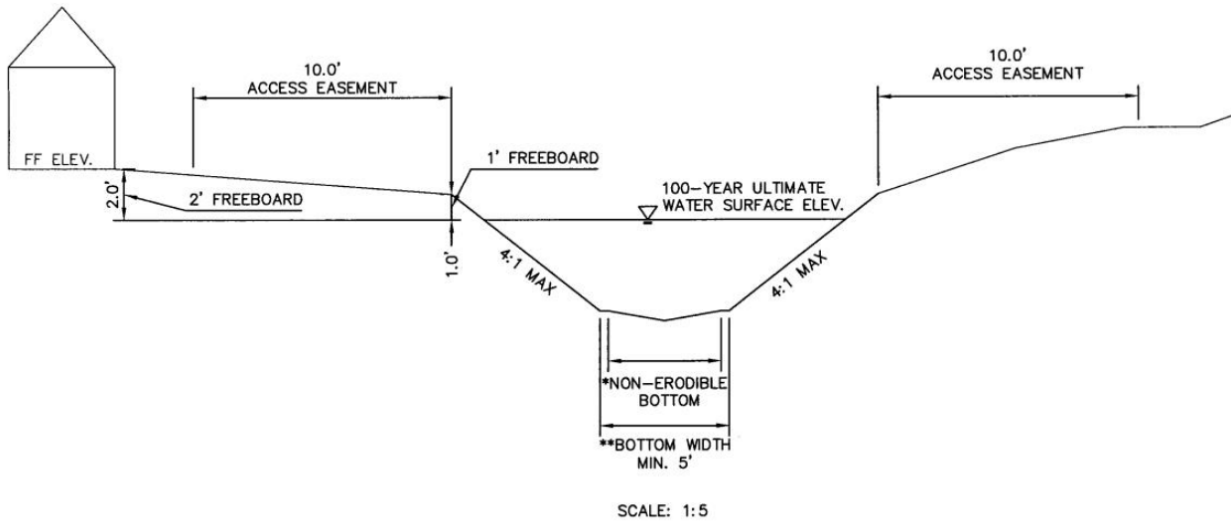 10.0'
ACCESS EASEMENT
10.0'
ACCESS EASEMENT
FF ELEV.
2.0'
2' FREEBOARD
1' FREEBOARD
1.0'
100-YEAR ULTIMATE
WATER SURFACE ELEV.
4:1 MAX
4:1 MAX
*NON-ERODIBLE
BOTTOM
**BOTTOM WIDTH
MIN. 5'
SCALE: 1:5